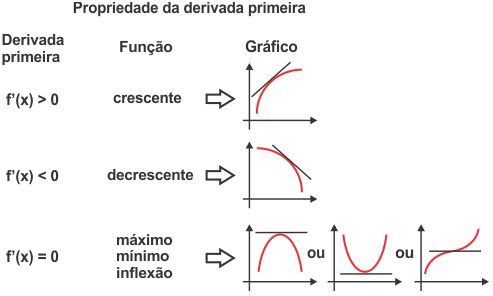 Propriedade da derivada primeira
Derivada
primeira
Função
Gráfico
f'(x) > 0
crescente
f'(x) < 0
decrescente
f'(x) = 0
máximo
mínimo
inflexão
ou
ou